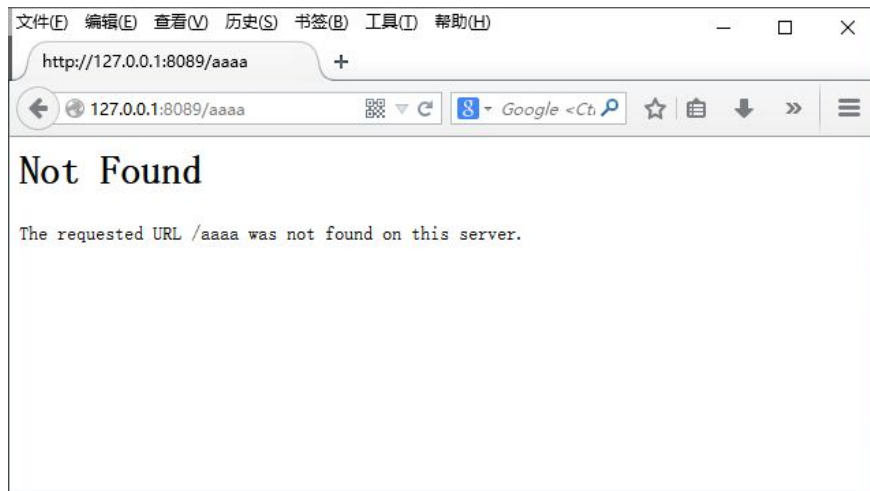 文件(F) 编辑(E) 查看(V) 历史(S) 书签(B) 工具(T) 帮助(H)
http://127.0.0.1:8089/aaaa
127.0.0.1:8089/aaaa
8 Google <Ct
Not Found
The requested URL /aaaa was not found on this server.